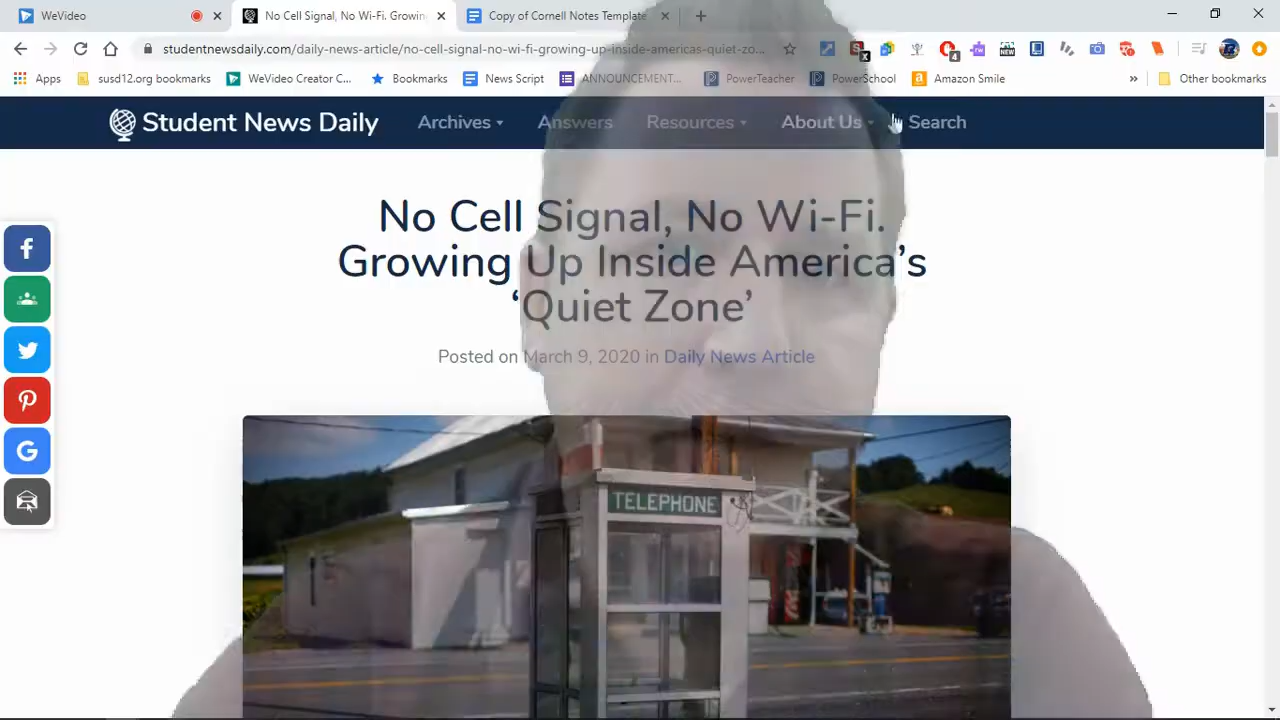 WeVideo
No Cell Signal, No Wi-Fi. Growing
Copy of Cornell Notes Template
studentnewsdaily.com/daily-news-article/no-cell-signal-no-wi-fi-growing-up-inside-americas-quiet-zo...
X
4
NEW
Apps
susd12.org bookmarks
WeVideo Creator C...
Bookmarks
News Script
ANNOUNCEMENT...
PowerTeacher
PowerSchool
Amazon Smile
»
Other bookmarks
Student News Daily
Archives
Answers
Resources
About Us
Search
No Cell Signal, No Wi-Fi.
Growing Up Inside America’s
‘Quiet Zone’
Posted on March 9, 2020 in Daily News Article
TELEPHONE